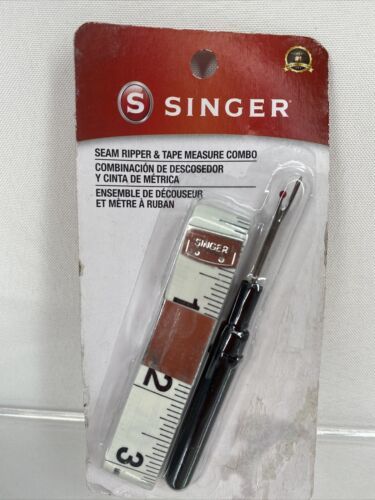 #1
S SINGER
SEAM RIPPER & TAPE MEASURE COMBO
COMBINACIÓN DE DESCOSEDOR
Y CINTA DE MÉTRICA
ENSEMBLE DE DÉCOUSEUR
ET MÈTRE À RUBAN
SINGER
1
2
3